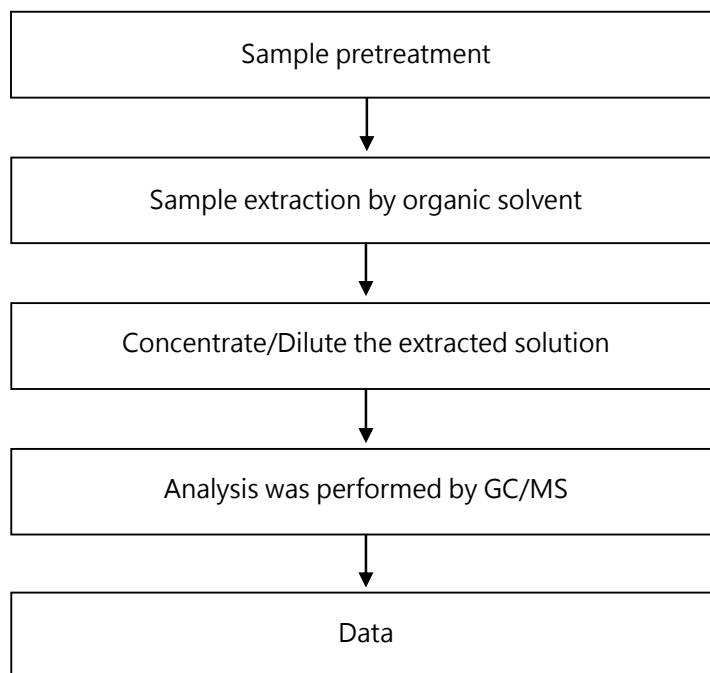 Sample pretreatment
Sample extraction by organic solvent
Concentrate/Dilute the extracted solution
Analysis was performed by GC/MS
Data